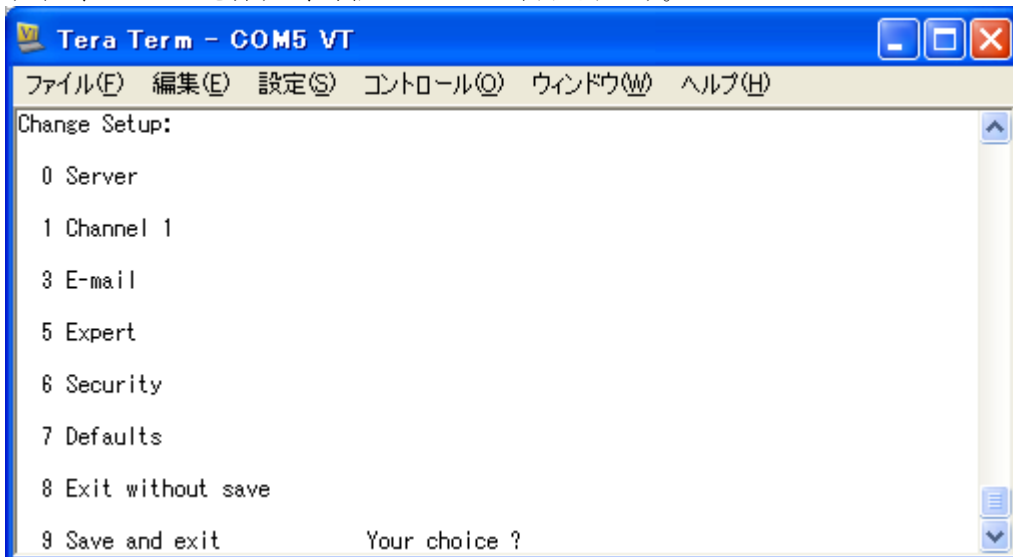 Tera Term - COM5 VT
ファイル(F) 編集(E) 設定(S) コントロール(O) ウィンドウ(W) ヘルプ(H)
Change Setup:
0 Server
1 Channel 1
3 E-mail
5 Expert
6 Security
7 Defaults
8 Exit without save
9 Save and exit Your choice ?